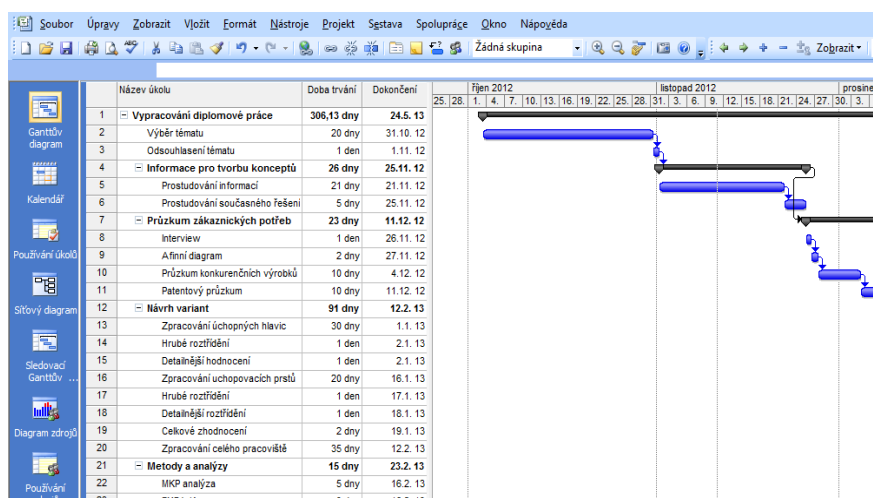 Soubor Úpravy Zobrazit Vložit Formát Nástroje Projekt Sestava Spolupráce Okno Nápověda
Žádná skupina Zobrazit
Název úkolu Doba trvání Dokončení říjen 2012 listopad 2012 prosine
25. 28. 1. 4. 7. 10. 13. 16. 19. 22. 25. 28. 31. 3. 6. 9. 12. 15. 18. 21. 24. 27. 30. 3.
Ganttův diagram
Kalendář
Používání úkolů
Síťový diagram
Sledovací Ganttův ...
Diagram zdrojů
Používání
1 Vypracování diplomové práce 306,13 dny 24.5. 13
2 Výběr tématu 20 dny 31.10. 12
3 Odsouhlasení tématu 1 den 1.11. 12
4 Informace pro tvorbu konceptů 26 dny 25.11. 12
5 Prostudování informací 21 dny 21.11. 12
6 Prostudování současného řešení 5 dny 25.11. 12
7 Průzkum zákaznických potřeb 23 dny 11.12. 12
8 Interview 1 den 26.11. 12
9 Afinní diagram 2 dny 27.11. 12
10 Průzkum konkurenčních výrobků 10 dny 4.12. 12
11 Patentový průzkum 10 dny 11.12. 12
12 Návrh variant 91 dny 12.2. 13
13 Zpracování úchopných hlavic 30 dny 1.1. 13
14 Hrubé roztřídění 1 den 2.1. 13
15 Detailnější hodnocení 1 den 2.1. 13
16 Zpracování uchopovacích prstů 20 dny 16.1. 13
17 Hrubé roztřídění 1 den 17.1. 13
18 Detailnější roztřídění 1 den 18.1. 13
19 Celkové zhodnocení 2 dny 19.1. 13
20 Zpracování celého pracoviště 35 dny 12.2. 13
21 Metody a analýzy 15 dny 23.2. 13
22 MKP analýza 5 dny 16.2. 13